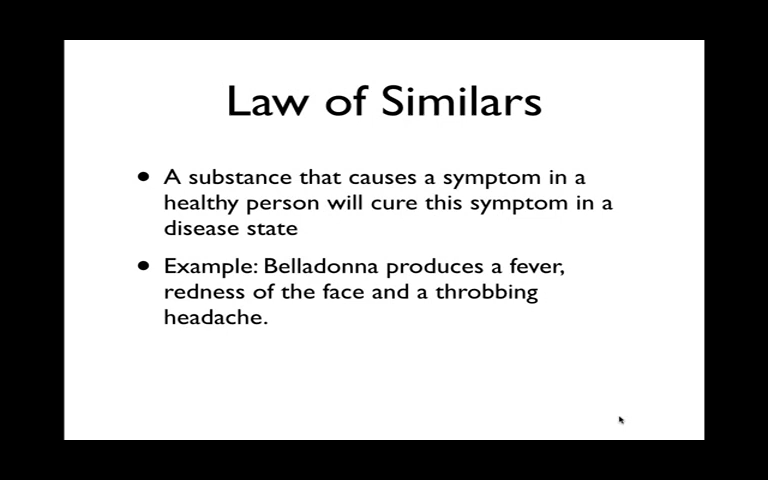 Law of Similars
• A substance that causes a symptom in a
healthy person will cure this symptom in a
disease state
• Example: Belladonna produces a fever,
redness of the face and a throbbing
headache.